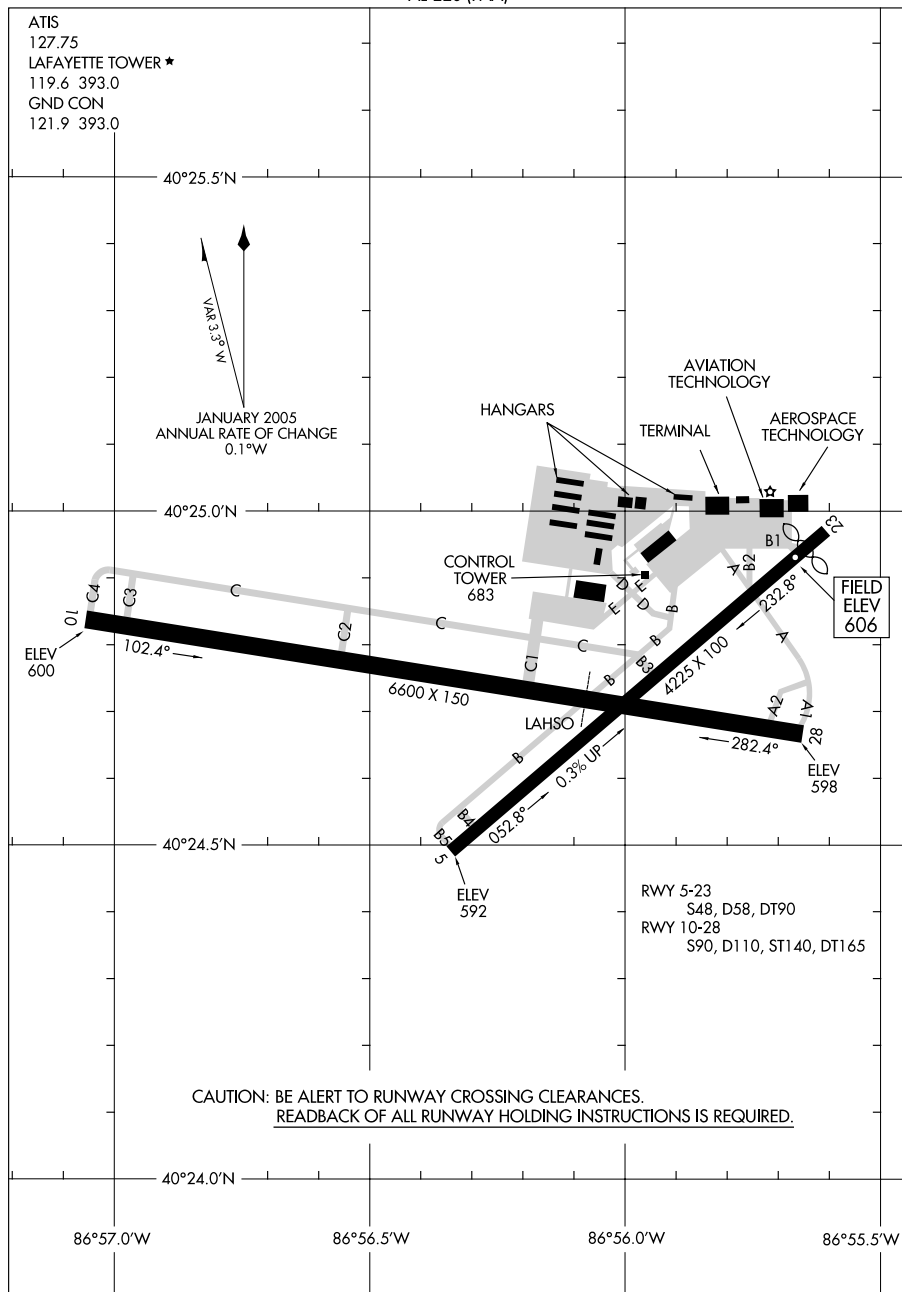 ATIS
127.75
LAFAYETTE TOWER
119.6 393.0
GND CON
121.9 393.0
40°25.5'N
VAR 3.3° W
JANUARY 2005
ANNUAL RATE OF CHANGE
0.1°W
AVIATION
TECHNOLOGY
HANGARS
TERMINAL
AEROSPACE
TECHNOLOGY
40°25.0'N
23
B1
CONTROL
TOWER
683
A
B2
D
E
232.8°
FIELD
ELEV
606
C4
C3
C
E
D
B
10
C2
C
C
B
A
ELEV
600
102.4°
B3
4225 X 100
C1
B
6600 X 150
A2
A1
LAHSO
28
282.4°
B
0.3% UP
ELEV
598
B4
052.8°
40°24.5'N
B5
5
ELEV
592
RWY 5-23
S48, D58, DT90
RWY 10-28
S90, D110, ST140, DT165
CAUTION: BE ALERT TO RUNWAY CROSSING CLEARANCES.
READBACK OF ALL RUNWAY HOLDING INSTRUCTIONS IS REQUIRED.
40°24.0'N
86°57.0'W
86°56.5'W
86°56.0'W
86°55.5'W